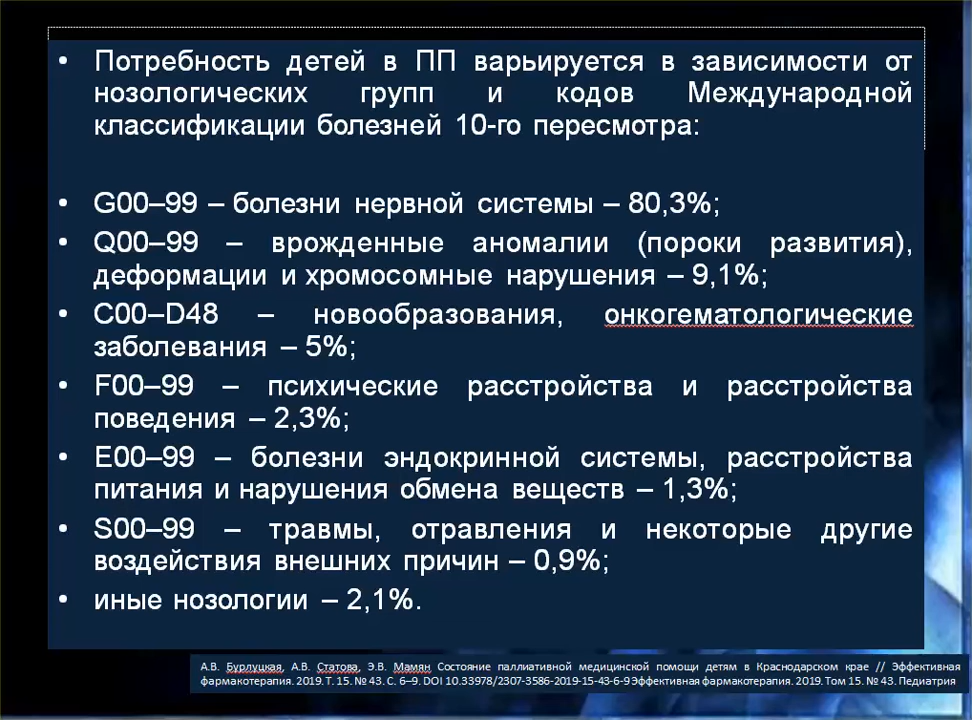 • Потребность детей в ПП варьируется в зависимости от
нозологических групп и кодов Международной
классификации болезней 10-го пересмотра:
• G00–99 – болезни нервной системы – 80,3%;
• Q00–99 – врожденные аномалии (пороки развития),
деформации и хромосомные нарушения – 9,1%;
• C00–D48 – новообразования, онкогематологические
заболевания – 5%;
• F00–99 – психические расстройства и расстройства
поведения – 2,3%;
• E00–99 – болезни эндокринной системы, расстройства
питания и нарушения обмена веществ – 1,3%;
• S00–99 – травмы, отравления и некоторые другие
воздействия внешних причин – 0,9%;
• иные нозологии – 2,1%.
А.В. Бурлуцкая, А.В. Статова, Э.В. Мамян Состояние паллиативной медицинской помощи детям в Краснодарском крае // Эффективная
фармакотерапия. 2019. Т. 15. № 43. С. 6–9. DOI 10.33978/2307-3586-2019-15-43-6-9Эффективная фармакотерапия. 2019. Том 15. № 43. Педиатрия